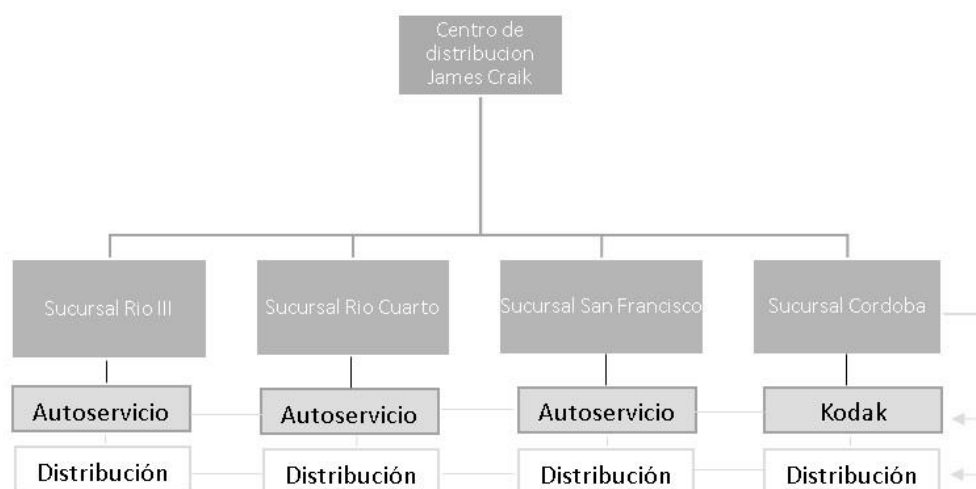 Centro de
distribucion
James Craik
Sucursal Rio III
Sucursal Rio Cuarto
Sucursal San Francisco
Sucursal Cordoba
Autoservicio
Autoservicio
Autoservicio
Kodak
Distribución
Distribución
Distribución
Distribución